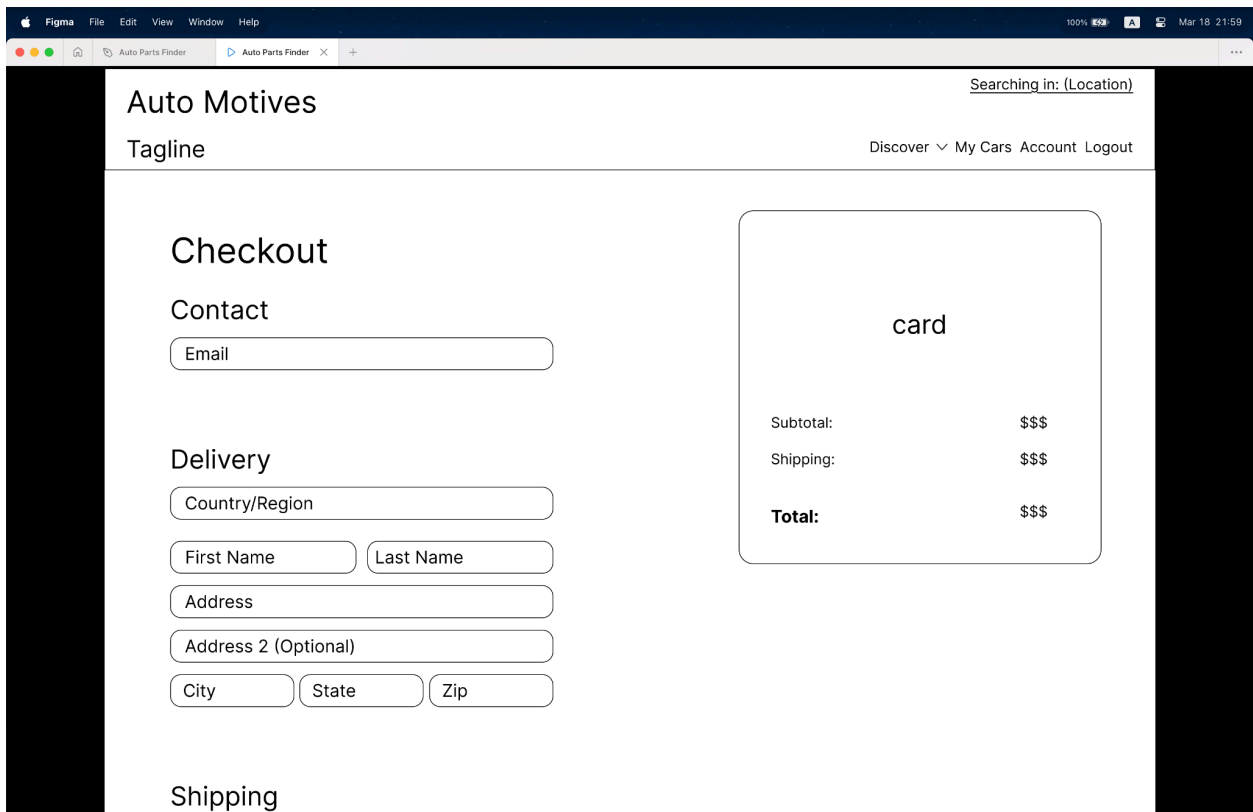 Figma File Edit View Window Help 100% A Mar 18 21:59
Auto Parts Finder Auto Parts Finder
Searching in: (Location)
Auto Motives
Tagline
Discover My Cars Account Logout
Checkout
Contact
Email
card
Subtotal: $$$
Shipping: $$$
Total: $$$
Delivery
Country/Region
First Name Last Name
Address
Address 2 (Optional)
City State Zip
Shipping